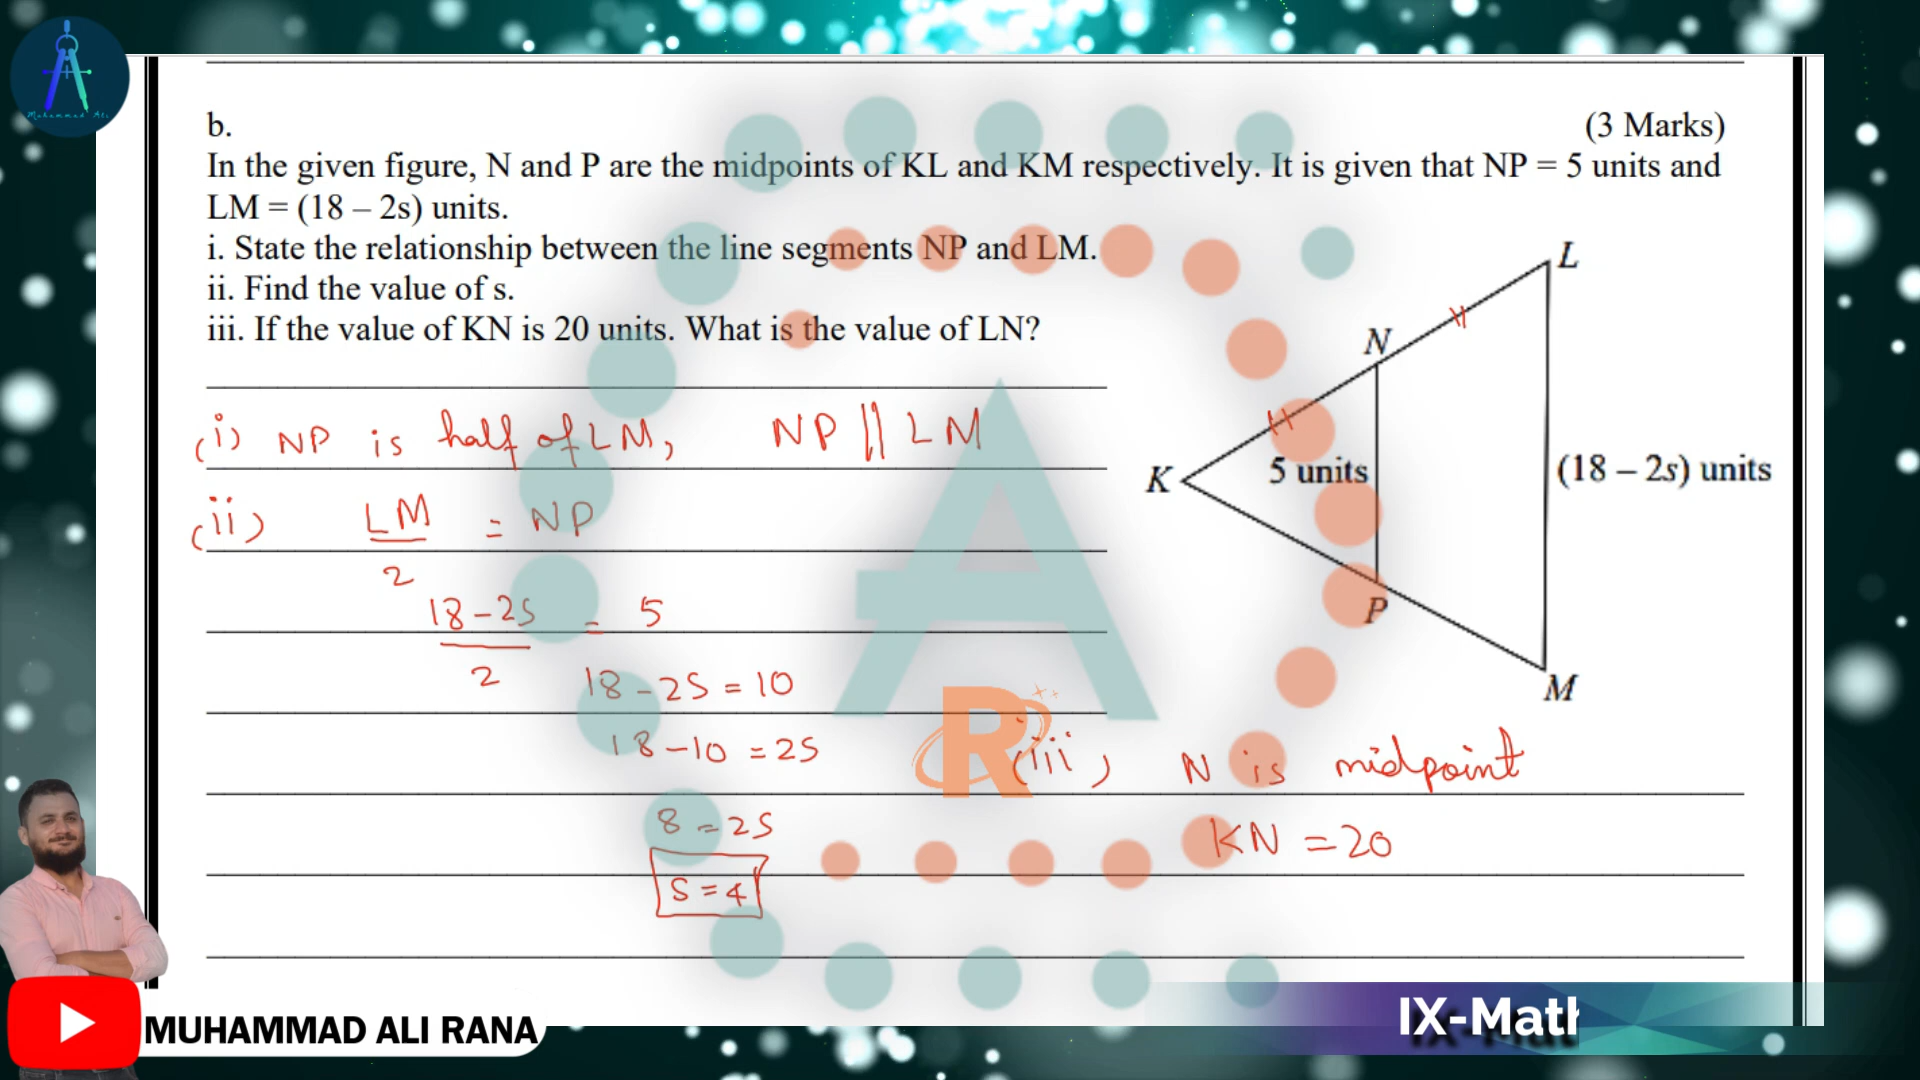 Muhammad Ali
b.
(3 Marks)
In the given figure, N and P are the midpoints of KL and KM respectively. It is given that NP = 5 units and
LM = (18 – 2s) units.
i. State the relationship between the line segments NP and LM.
ii. Find the value of s.
iii. If the value of KN is 20 units. What is the value of LN?
L
N
K
5 units
(18 – 2s) units
P
M
(i) NP is half of LM, NP || LM
(ii) LM/2 = NP
18-2s/2 = 5
18-2s = 10
18-10 = 2s
8 = 2s
s = 4
(iii) N is midpoint
KN = 20
A
R
MUHAMMAD ALI RANA
IX-Math